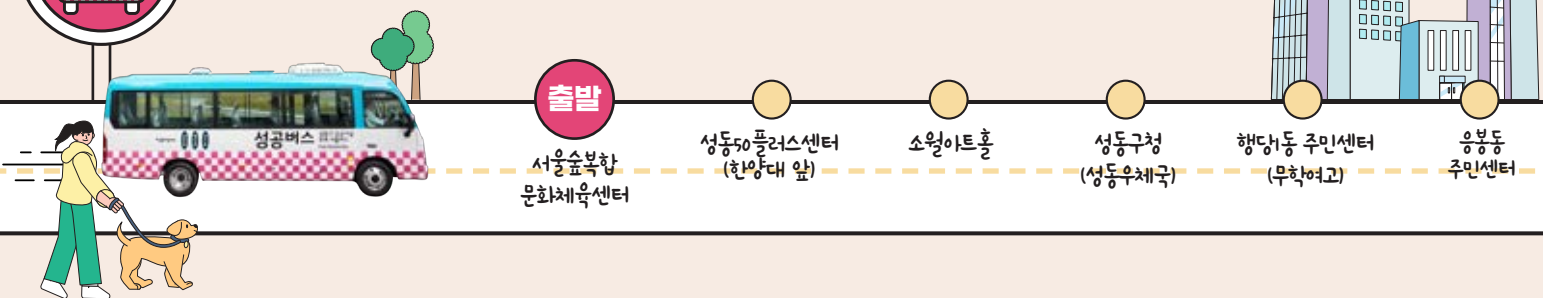 성공버스
출발
서울숲복합
문화체육센터
성동50플러스센터
(한양대 앞)
소월아트홀
성동구청
(성동우체국)
행당1동 주민센터
(무학여고)
응봉동
주민센터